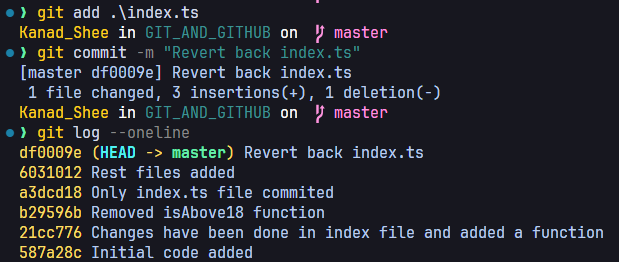 ❯ git add .\index.ts
Kanad_Shee in GIT_AND_GITHUB on master
❯ git commit -m "Revert back index.ts"
[master df0009e] Revert back index.ts
1 file changed, 3 insertions(+), 1 deletion(-)
Kanad_Shee in GIT_AND_GITHUB on master
❯ git log --oneline
df0009e (HEAD -> master) Revert back index.ts
6031012 Rest files added
a3dcd18 Only index.ts file commited
b29596b Removed isAbove18 function
21cc776 Changes have been done in index file and added a function
587a28c Initial code added